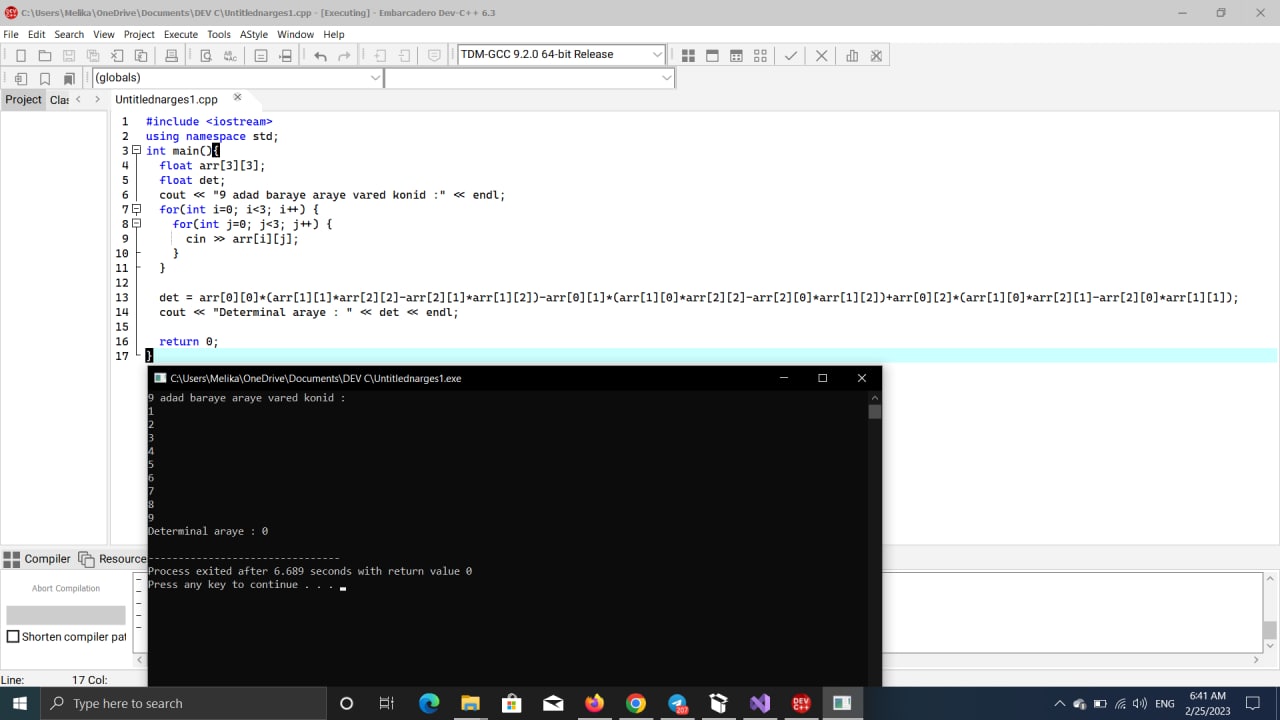 C:\Users\Melika\OneDrive\Documents\DEV C\Untitlednarges1.cpp - [Executing] - Embarcadero Dev-C++ 6.3
File Edit Search View Project Execute Tools AStyle Window Help
TDM-GCC 9.2.0 64-bit Release
(globals)
Project Clas Untitlednarges1.cpp
1 #include <iostream>
2 using namespace std;
3 int main(){
4 float arr[3][3];
5 float det;
6 cout << "9 adad baraye araye vared konid :" << endl;
7 for(int i=0; i<3; i++) {
8 for(int j=0; j<3; j++) {
9 cin >> arr[i][j];
10 }
11 }
12
13 det = arr[0][0]*(arr[1][1]*arr[2][2]-arr[2][1]*arr[1][2])-arr[0][1]*(arr[1][0]*arr[2][2]-arr[2][0]*arr[1][2])+arr[0][2]*(arr[1][0]*arr[2][1]-arr[2][0]*arr[1][1]);
14 cout << "Determinal araye : " << det << endl;
15
16 return 0;
17 }
C:\Users\Melika\OneDrive\Documents\DEV C\Untitlednarges1.exe
9 adad baraye araye vared konid :
1
2
3
4
5
6
7
8
9
Determinal araye : 0
--------------------------------
Process exited after 6.689 seconds with return value 0
Press any key to continue . . .
Compiler Resource
Abort Compilation
Shorten compiler pat
Line: 17 Col:
Type here to search
207
DEV C++
ENG
6:41 AM
2/25/2023